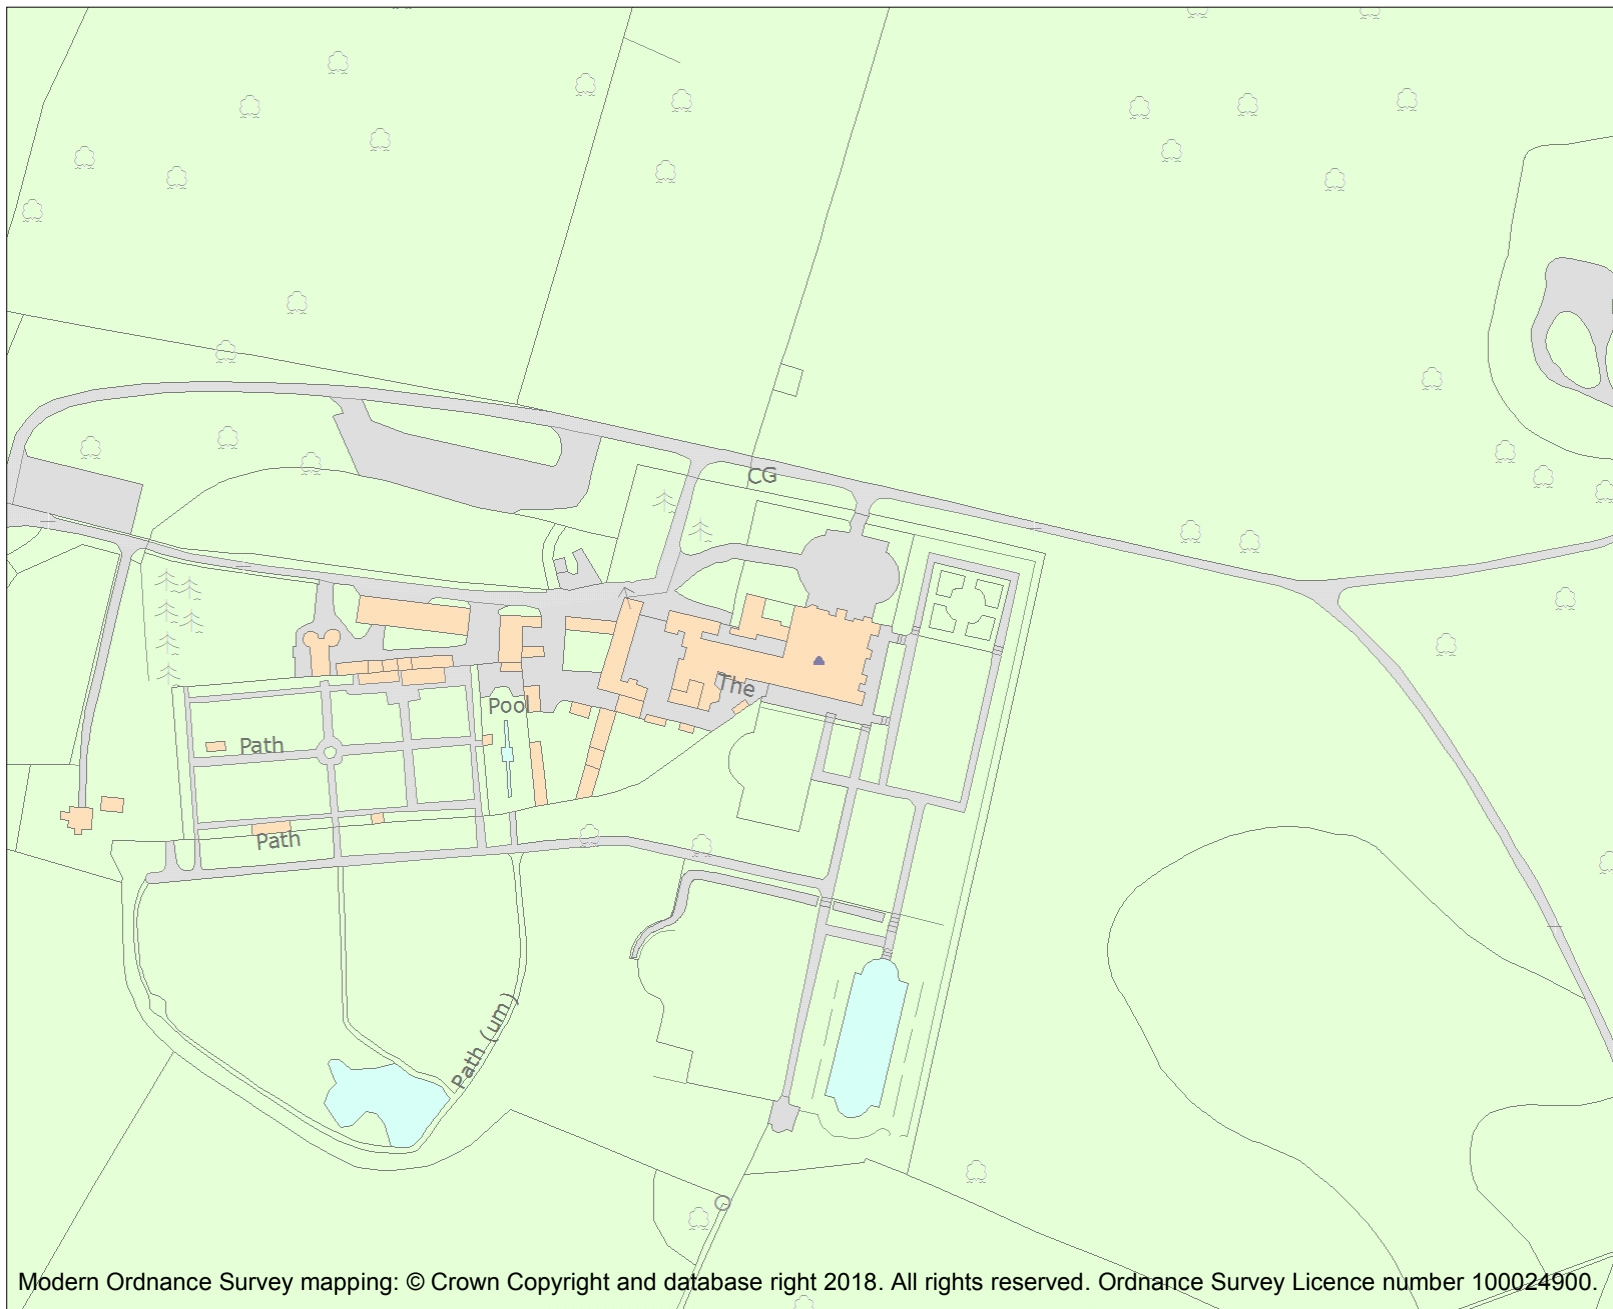 CG
The
Pool
Path
Path
Path (um)
Modern Ordnance Survey mapping: © Crown Copyright and database right 2018. All rights reserved. Ordnance Survey Licence number 100024900.